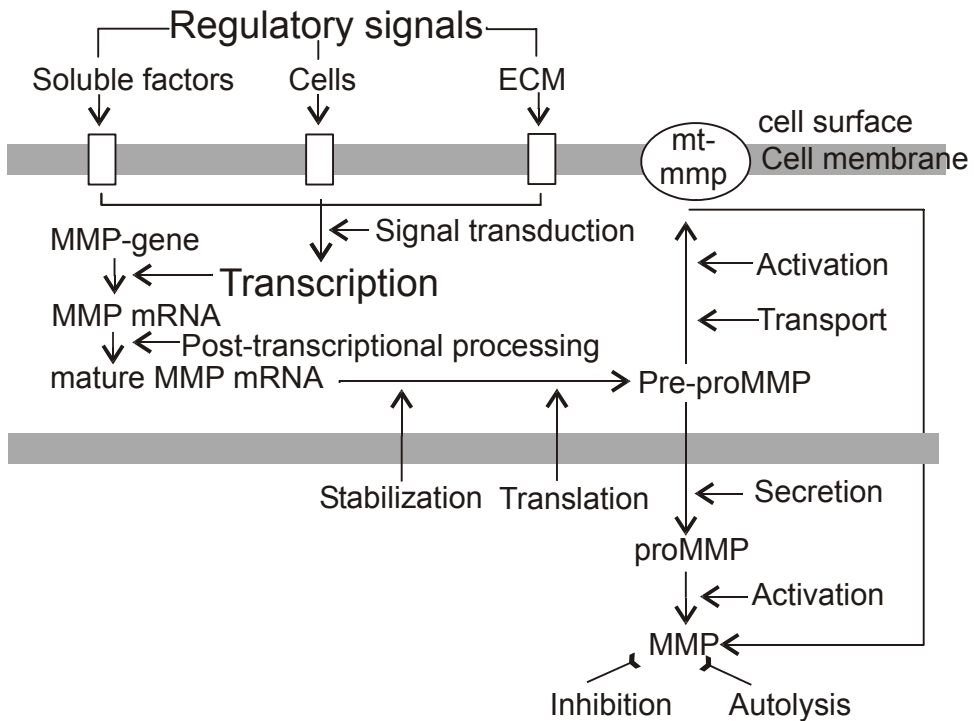 Regulatory signals
Soluble factors
Cells
ECM
cell surface
mt-
mmp
Cell membrane
Signal transduction
MMP-gene
Transcription
Activation
MMP mRNA
Transport
Post-transcriptional processing
mature MMP mRNA
Pre-proMMP
Stabilization
Translation
Secretion
proMMP
Activation
MMP
Inhibition
Autolysis